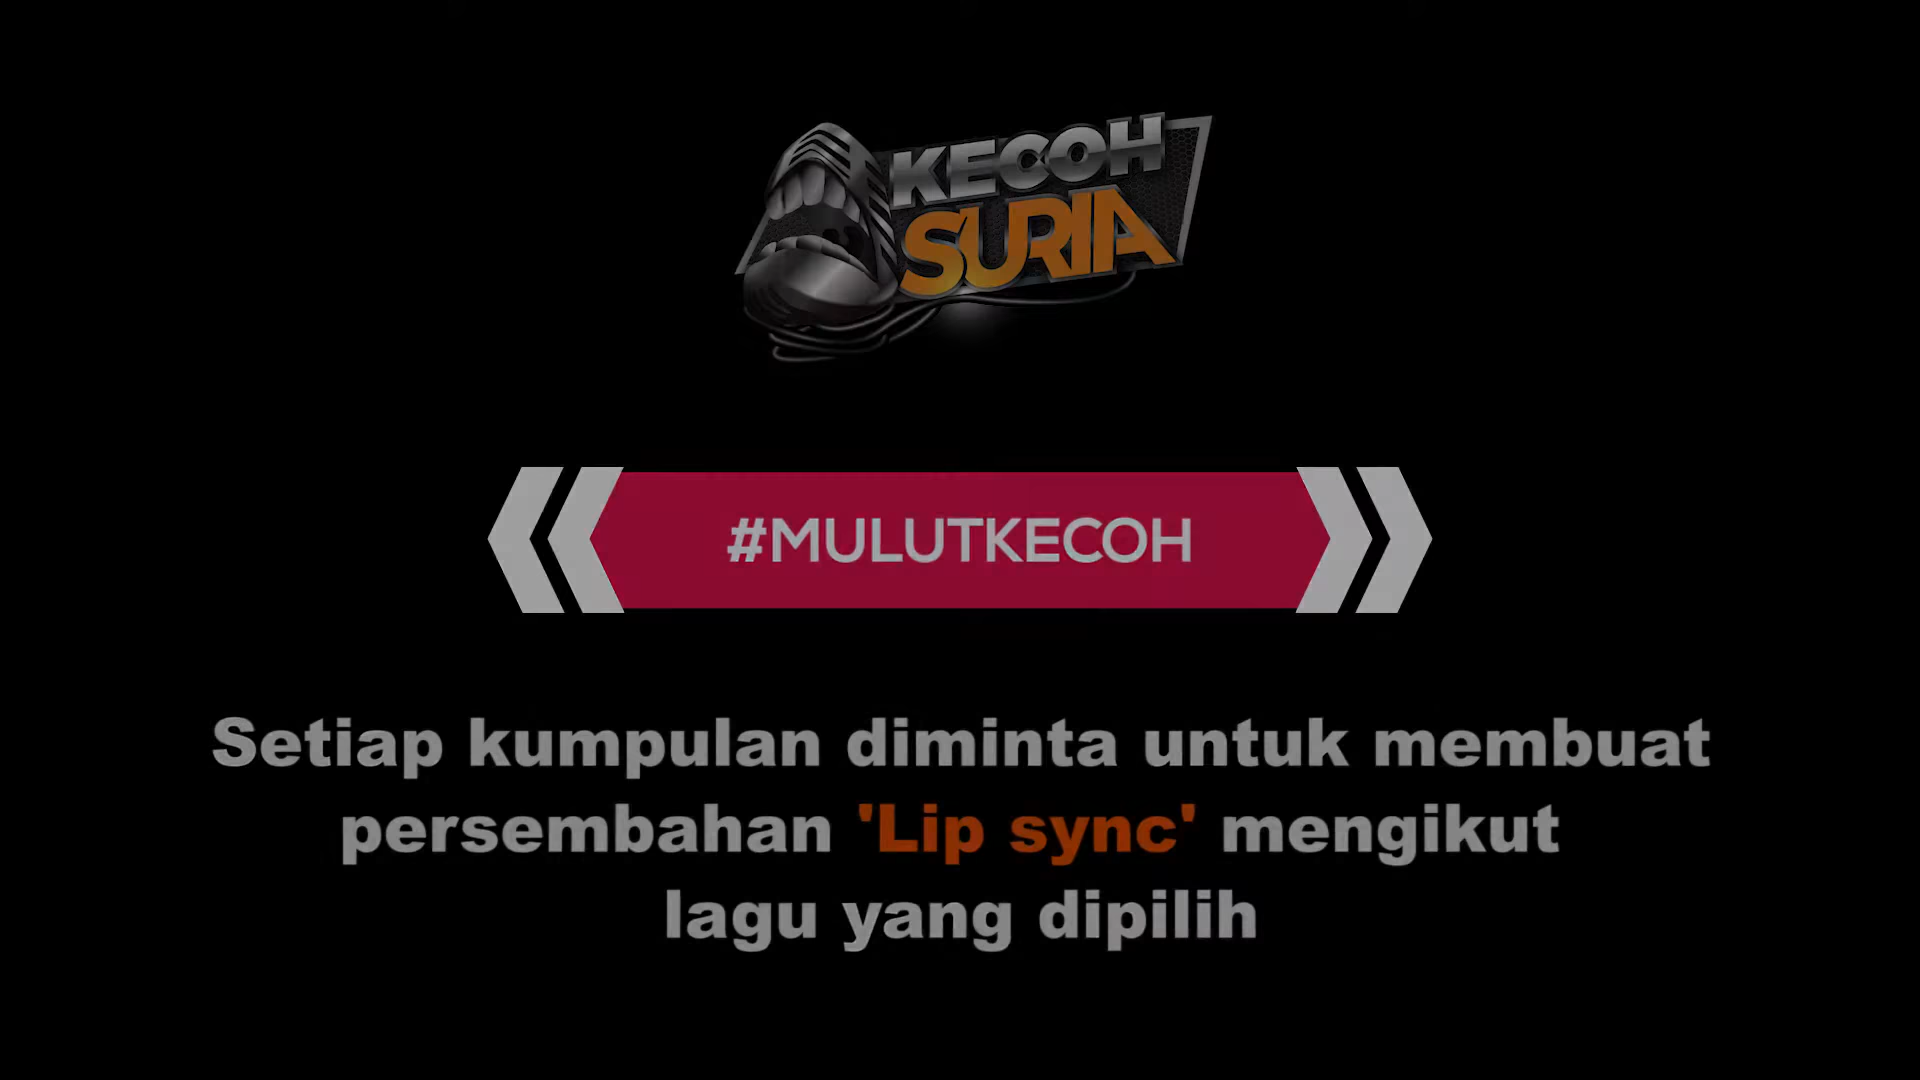 KECOH
SURIA
#MULUTKECOH
Setiap kumpulan diminta untuk membuat
persembahan 'Lip sync' mengikut
lagu yang dipilih